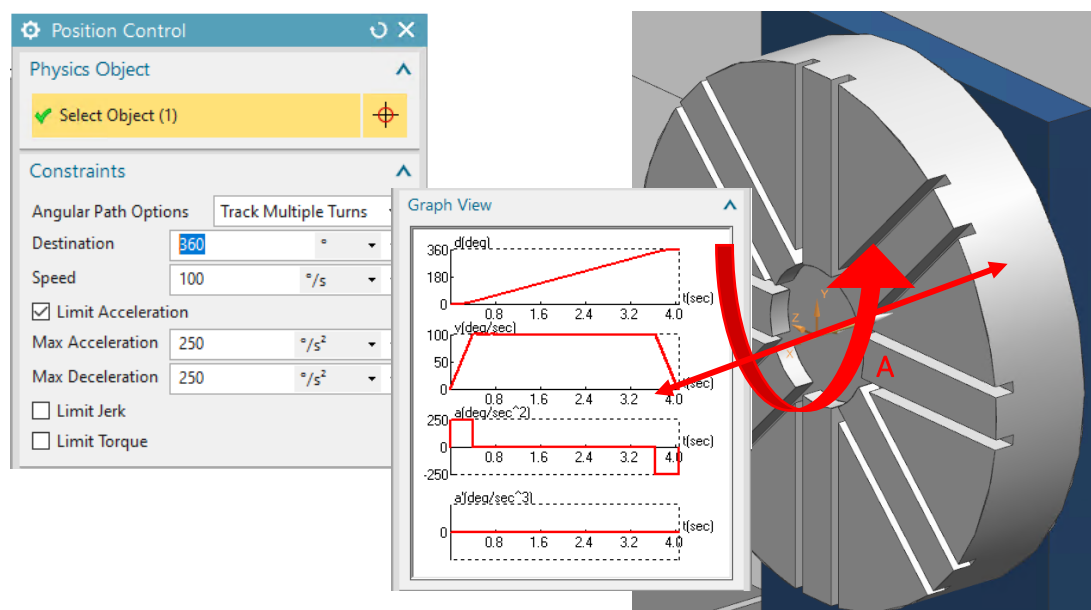 Position Control
Physics Object
Select Object (1)
Constraints
Angular Path Options Track Multiple Turns
Destination 360 °
Speed 100 °/s
Limit Acceleration
Max Acceleration 250 °/s²
Max Deceleration 250 °/s²
Limit Jerk
Limit Torque
Graph View
d(deg)
360
180
0
0.8 1.6 2.4 3.2 4.0
t(sec)
v(deg/sec)
100
50
0
0.8 1.6 2.4 3.2 4.0
t(sec)
a(deg/sec^2)
250
0
-250
0.8 1.6 2.4 3.2 4.0
t(sec)
a'(deg/sec^3)
0
0.8 1.6 2.4 3.2 4.0
t(sec)
Y
Z
X
A